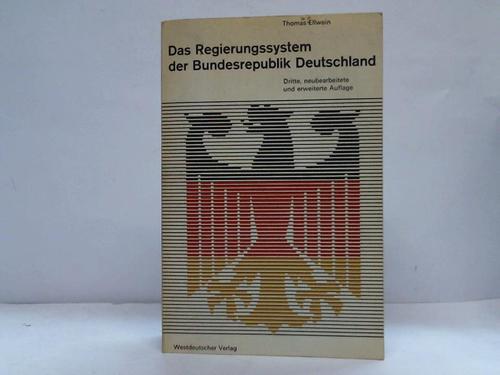 Thomas Ellwein
Das Regierungssystem
der Bundesrepublik Deutschland
Dritte, neubearbeitete
und erweiterte Auflage
Westdeutscher Verlag